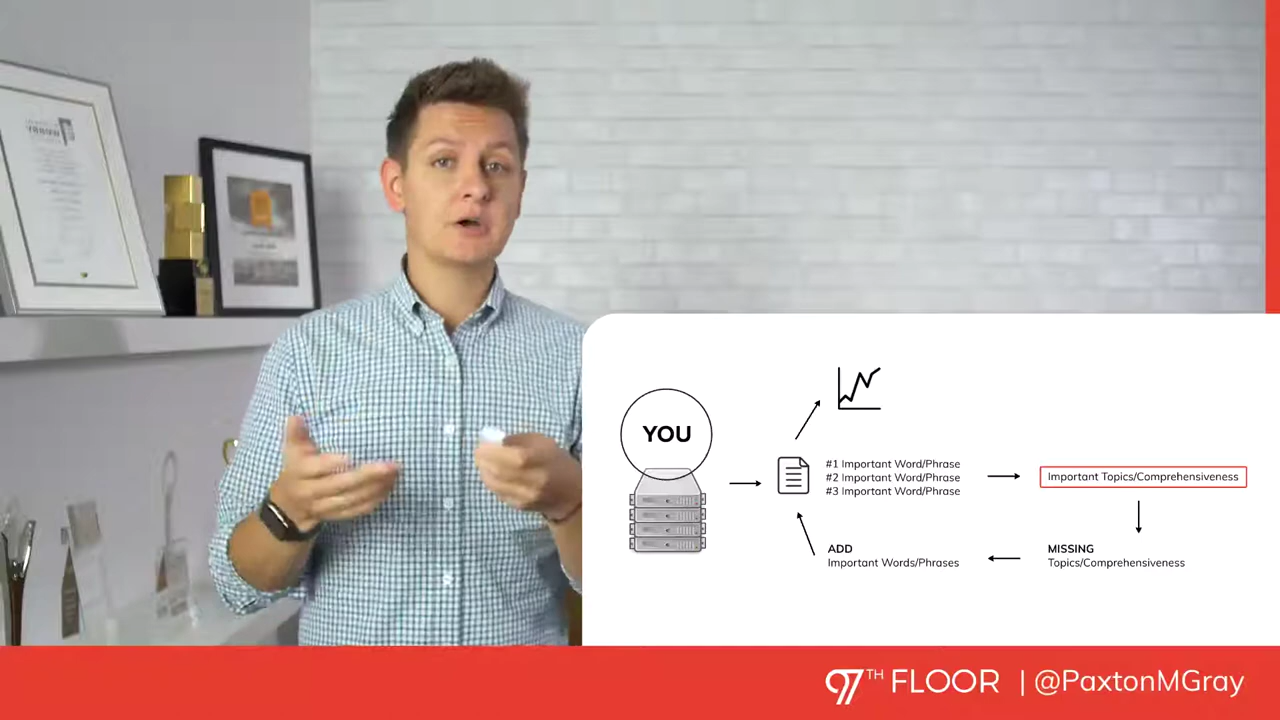 YOU
#1 Important Word/Phrase
#2 Important Word/Phrase
#3 Important Word/Phrase
Important Topics/Comprehensiveness
ADD
Important Words/Phrases
MISSING
Topics/Comprehensiveness
97TH FLOOR | @PaxtonMGray